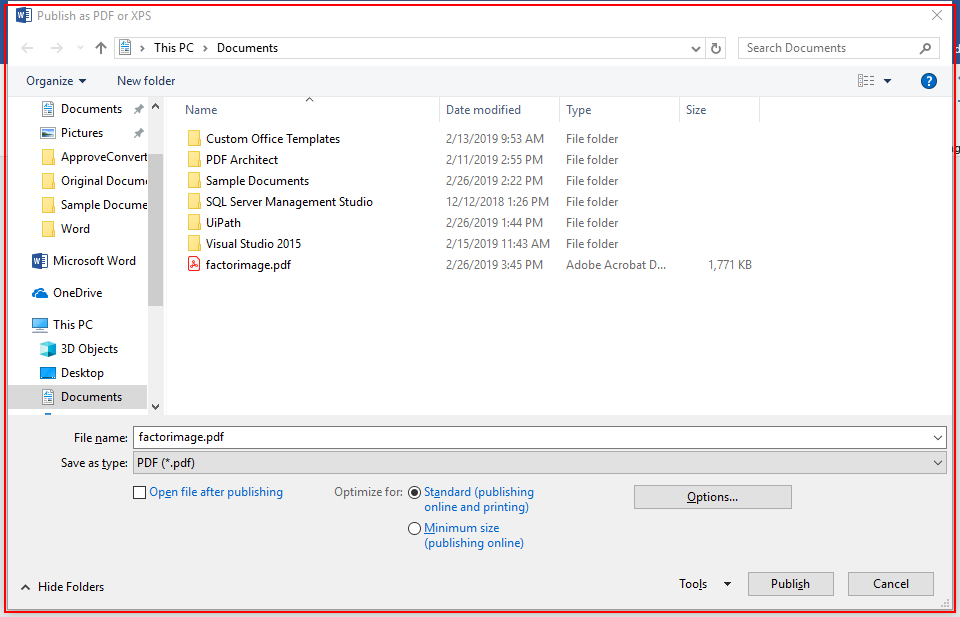 Publish as PDF or XPS
This PC > Documents
Search Documents
Organize
New folder
Documents
Pictures
ApproveConvert
Original Docum
Sample Docume
Word
Microsoft Word
OneDrive
This PC
3D Objects
Desktop
Documents
Name Date modified Type Size
Custom Office Templates 2/13/2019 9:53 AM File folder
PDF Architect 2/11/2019 2:55 PM File folder
Sample Documents 2/26/2019 2:22 PM File folder
SQL Server Management Studio 12/12/2018 1:26 PM File folder
UiPath 2/26/2019 1:44 PM File folder
Visual Studio 2015 2/15/2019 11:43 AM File folder
factorimage.pdf 2/26/2019 3:45 PM Adobe Acrobat D... 1,771 KB
File name: factorimage.pdf
Save as type: PDF (*.pdf)
Open file after publishing
Optimize for:
Standard (publishing
online and printing)
Minimum size
(publishing online)
Options...
Hide Folders
Tools
Publish
Cancel